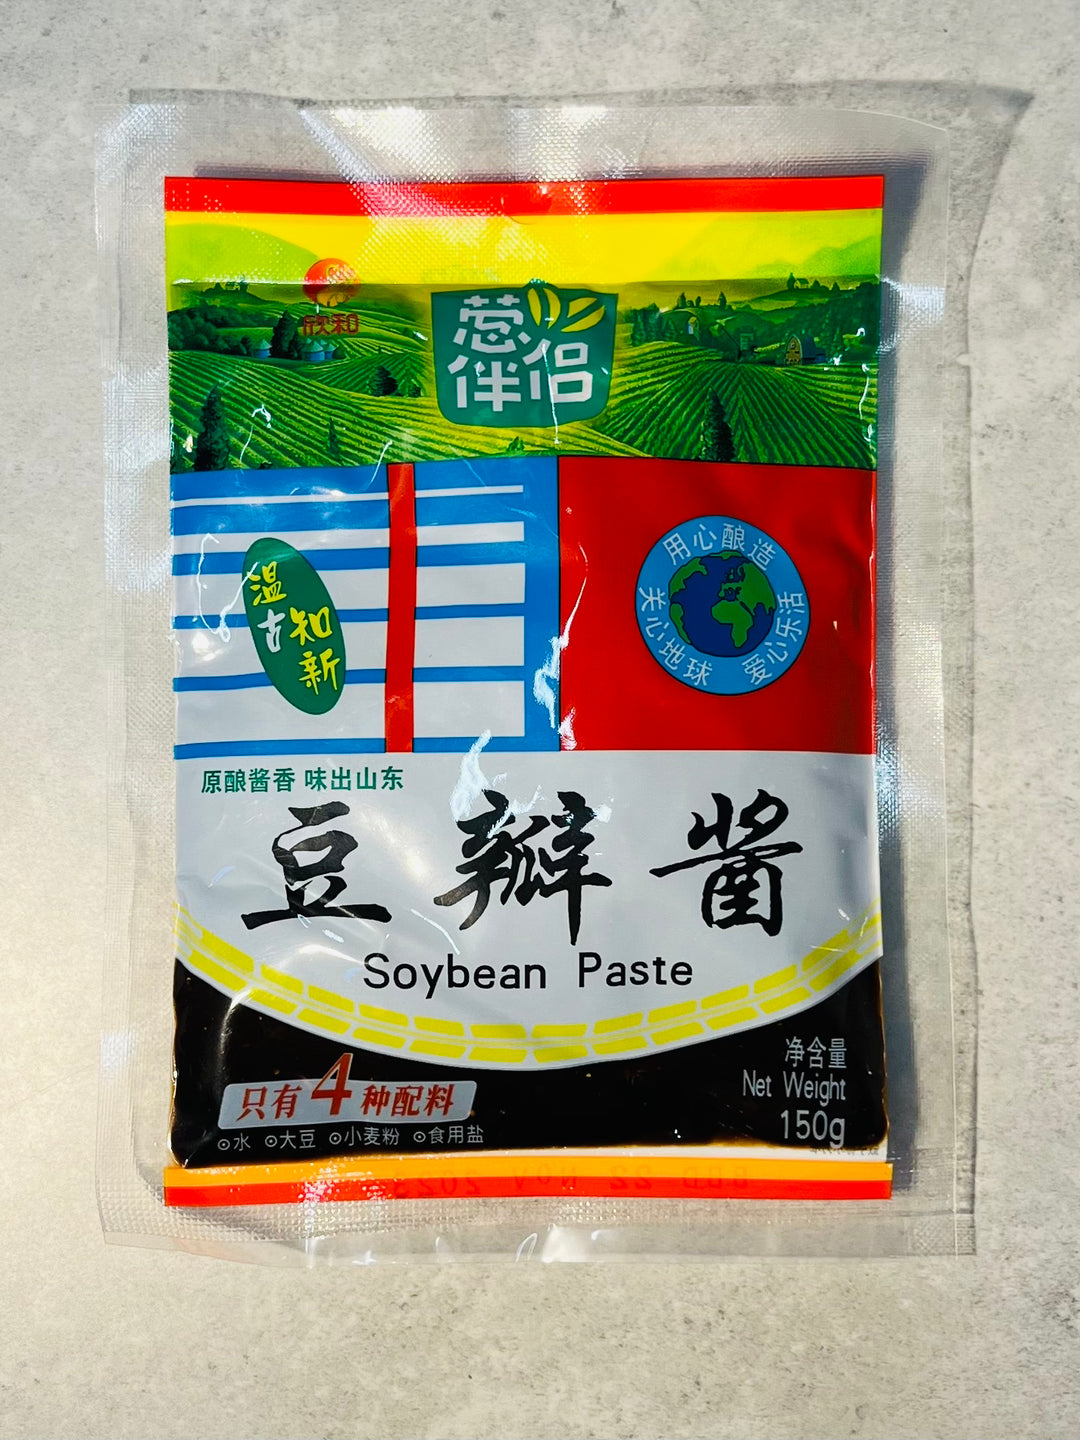 欣和
葱
伴侣
用心酿造
关心地球
爱心乐活
温古
知新
原酿酱香 味出山东
豆瓣酱
Soybean Paste
净含量
Net Weight
150g
只有4种配料
⊙水 ⊙大豆 ⊙小麦粉 ⊙食用盐